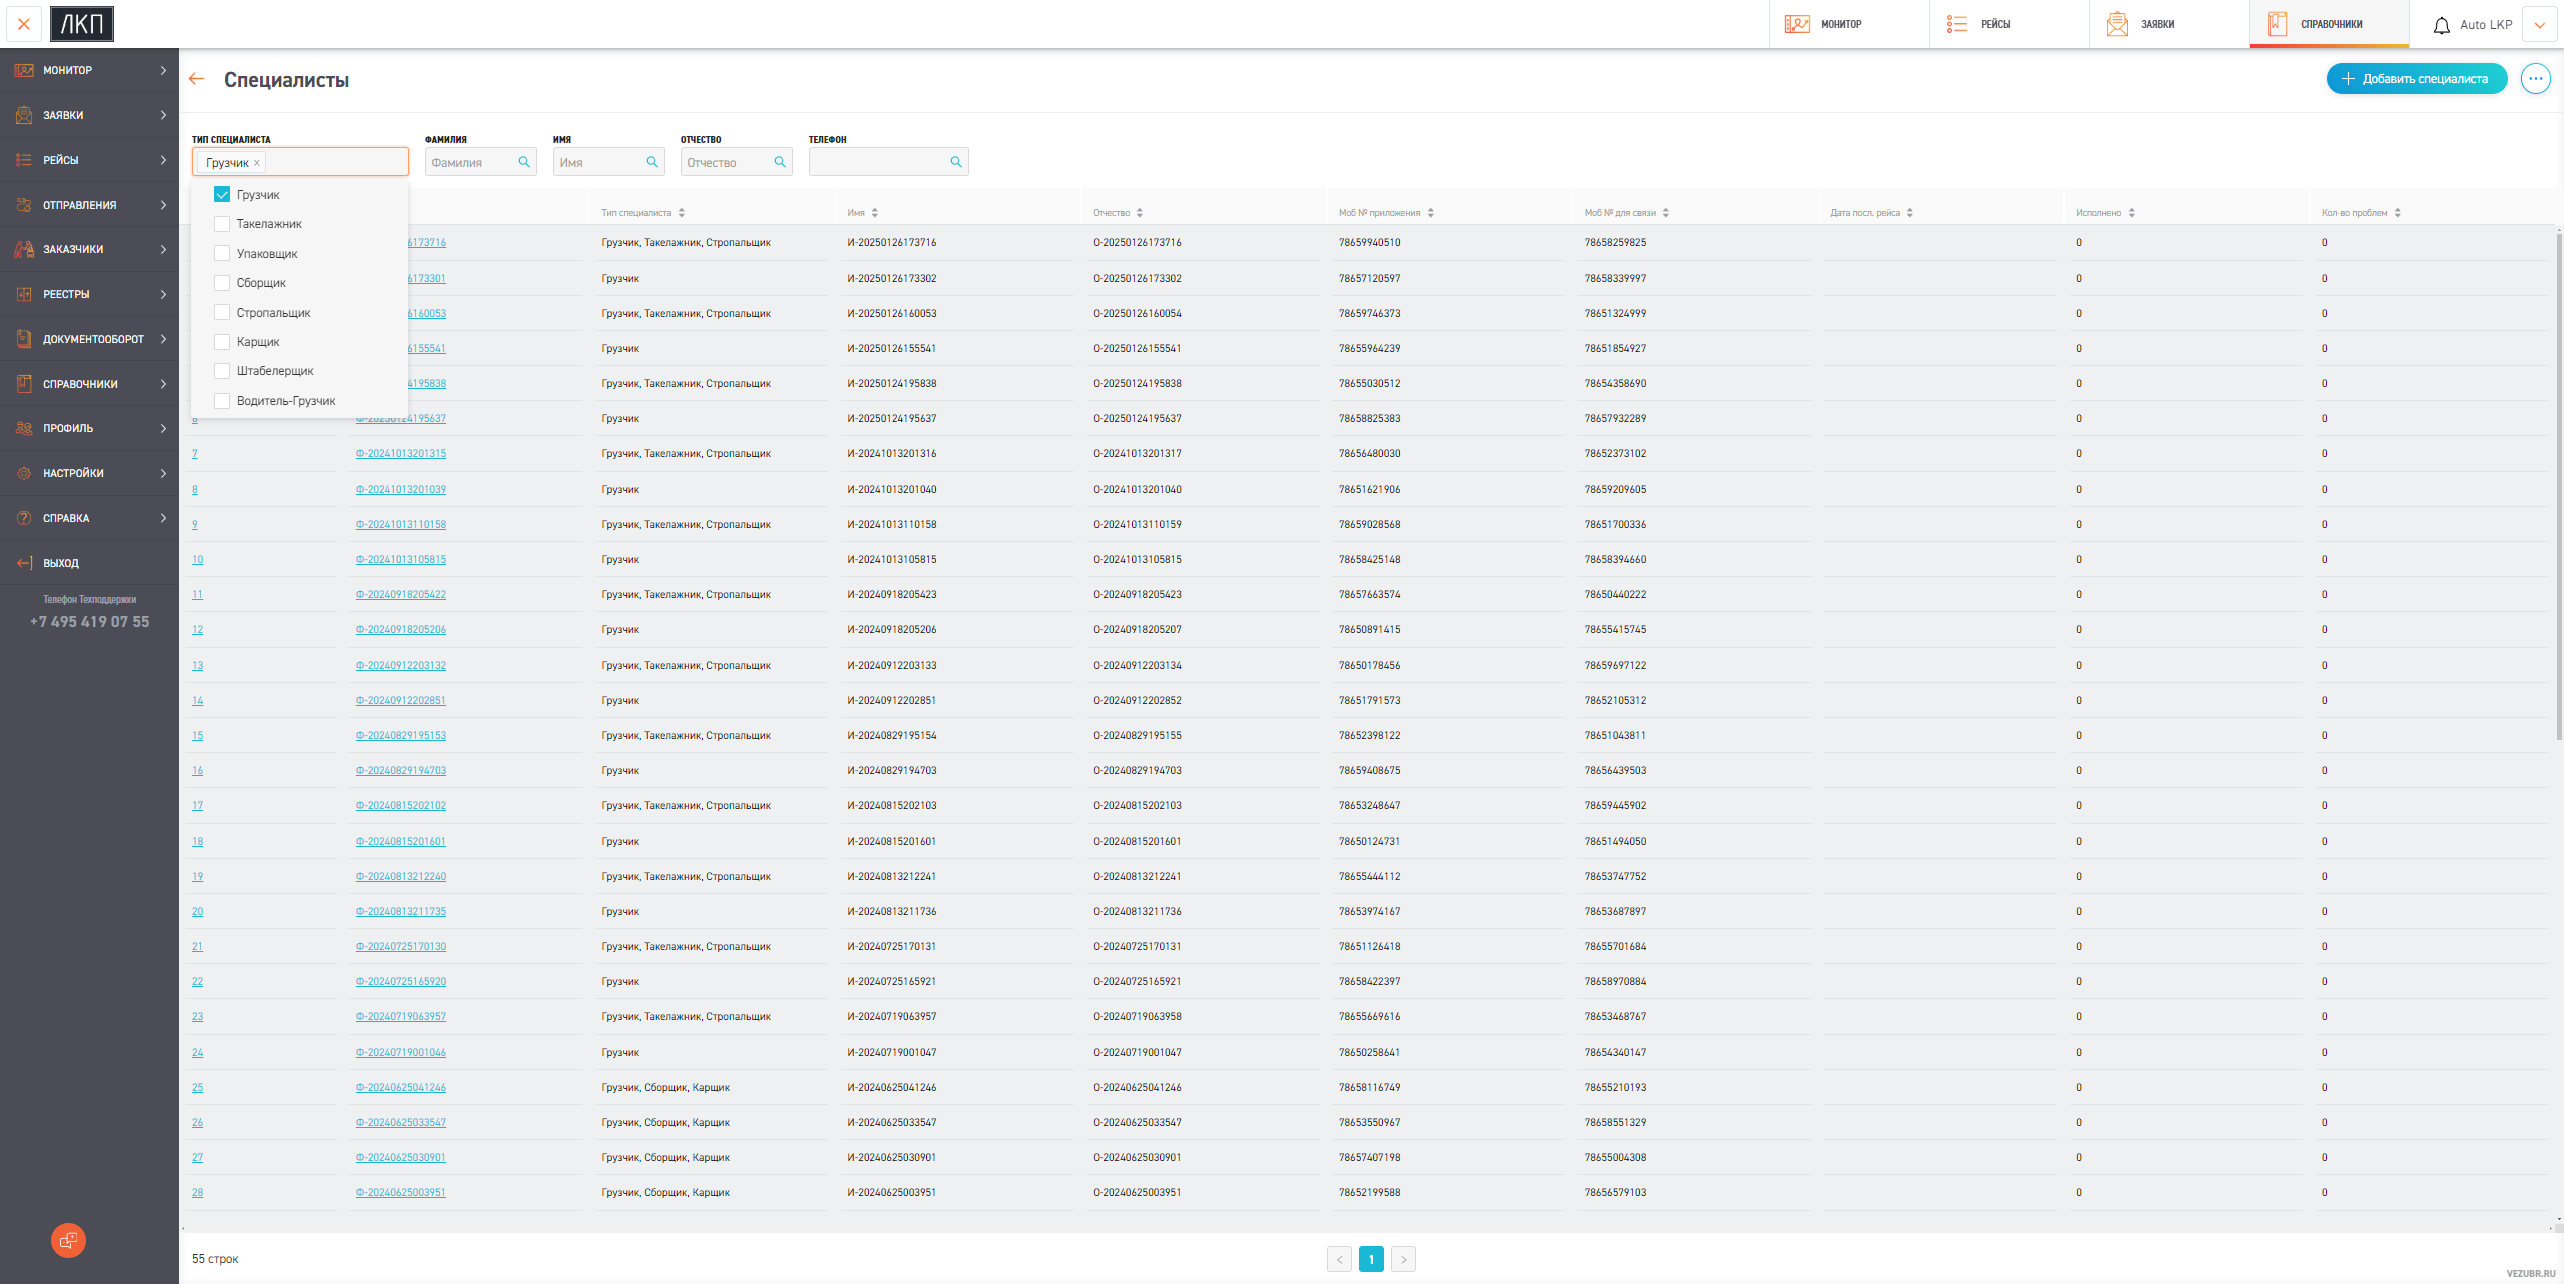 ЛКП
МОНИТОР
РЕЙСЫ
ЗАЯВКИ
СПРАВОЧНИКИ
Auto LKP
МОНИТОР
ЗАЯВКИ
РЕЙСЫ
ОТПРАВЛЕНИЯ
ЗАКАЗЧИКИ
РЕЕСТРЫ
ДОКУМЕНТООБОРОТ
СПРАВОЧНИКИ
ПРОФИЛЬ
НАСТРОЙКИ
СПРАВКА
ВЫХОД
Телефон Техподдержки
+7 495 419 07 55
Специалисты
Добавить специалиста
ТИП СПЕЦИАЛИСТА ФАМИЛИЯ ИМЯ ОТЧЕСТВО ТЕЛЕФОН
Грузчик × Фамилия Имя Отчество
Грузчик
Такелажник
Упаковщик
Сборщик
Стропальщик
Карщик
Штабелерщик
Водитель-Грузчик
Тип специалиста Имя Отчество Моб № приложения Моб № для связи Дата посл. рейса Исполнено Кол-во проблем
6173716 Грузчик, Такелажник, Стропальщик И-20250126173716 О-20250126173716 78659940510 78658259825 0 0
6173301 Грузчик И-20250126173302 О-20250126173302 78657120597 78658339997 0 0
6160053 Грузчик, Такелажник, Стропальщик И-20250126160053 О-20250126160054 78659746373 78651324999 0 0
6155541 Грузчик И-20250126155541 О-20250126155541 78655964239 78651854927 0 0
4195838 Грузчик, Такелажник, Стропальщик И-20250124195838 О-20250124195838 78655030512 78654358690 0 0
6 Ф-20250124195637 Грузчик И-20250124195637 О-20250124195637 78658825383 78657932289 0 0
7 Ф-20241013201315 Грузчик, Такелажник, Стропальщик И-20241013201316 О-20241013201317 78656480030 78652373102 0 0
8 Ф-20241013201039 Грузчик И-20241013201040 О-20241013201040 78651621906 78659209605 0 0
9 Ф-20241013110158 Грузчик, Такелажник, Стропальщик И-20241013110158 О-20241013110159 78659028568 78651700336 0 0
10 Ф-20241013105815 Грузчик И-20241013105815 О-20241013105815 78658425148 78658394660 0 0
11 Ф-20240918205422 Грузчик, Такелажник, Стропальщик И-20240918205423 О-20240918205423 78657663574 78650440222 0 0
12 Ф-20240918205206 Грузчик И-20240918205206 О-20240918205207 78650891415 78655415745 0 0
13 Ф-20240912203132 Грузчик, Такелажник, Стропальщик И-20240912203133 О-20240912203134 78650178456 78659697122 0 0
14 Ф-20240912202851 Грузчик И-20240912202851 О-20240912202852 78651791573 78652105312 0 0
15 Ф-20240829195153 Грузчик, Такелажник, Стропальщик И-20240829195154 О-20240829195155 78652398122 78651043811 0 0
16 Ф-20240829194703 Грузчик И-20240829194703 О-20240829194703 78659408675 78656439503 0 0
17 Ф-20240815202102 Грузчик, Такелажник, Стропальщик И-20240815202103 О-20240815202103 78653248647 78659445902 0 0
18 Ф-20240815201601 Грузчик И-20240815201601 О-20240815201601 78650124731 78651494050 0 0
19 Ф-20240813212240 Грузчик, Такелажник, Стропальщик И-20240813212241 О-20240813212241 78655444112 78653747752 0 0
20 Ф-20240813211735 Грузчик И-20240813211736 О-20240813211736 78653974167 78653687897 0 0
21 Ф-20240725170130 Грузчик, Такелажник, Стропальщик И-20240725170131 О-20240725170131 78651126418 78655701684 0 0
22 Ф-20240725165920 Грузчик И-20240725165921 О-20240725165921 78658422397 78658970884 0 0
23 Ф-20240719063957 Грузчик, Такелажник, Стропальщик И-20240719063957 О-20240719063958 78655669616 78653468767 0 0
24 Ф-20240719001046 Грузчик И-20240719001047 О-20240719001047 78650258641 78654340147 0 0
25 Ф-20240625041246 Грузчик, Сборщик, Карщик И-20240625041246 О-20240625041246 78658116749 78655210193 0 0
26 Ф-20240625033547 Грузчик, Сборщик, Карщик И-20240625033547 О-20240625033547 78653550967 78658551329 0 0
27 Ф-20240625030901 Грузчик, Сборщик, Карщик И-20240625030901 О-20240625030901 78657407198 78655004308 0 0
28 Ф-20240625003951 Грузчик, Сборщик, Карщик И-20240625003951 О-20240625003951 78652199588 78656579103 0 0
55 строк
< 1 >
VEZUBR.RU